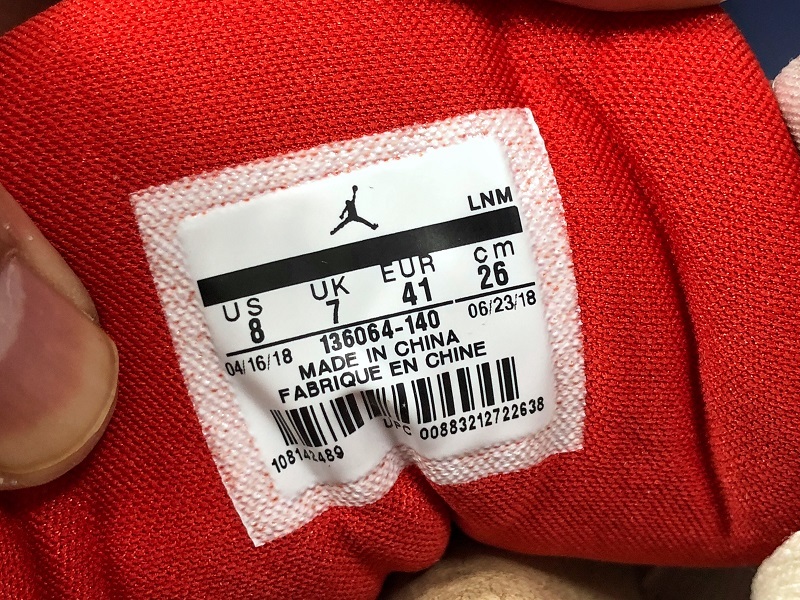 LNM
US UK EUR cm
8 7 41 26
04/16/18 136064-140 06/23/18
MADE IN CHINA
FABRIQUE EN CHINE
UPC 00883212722638